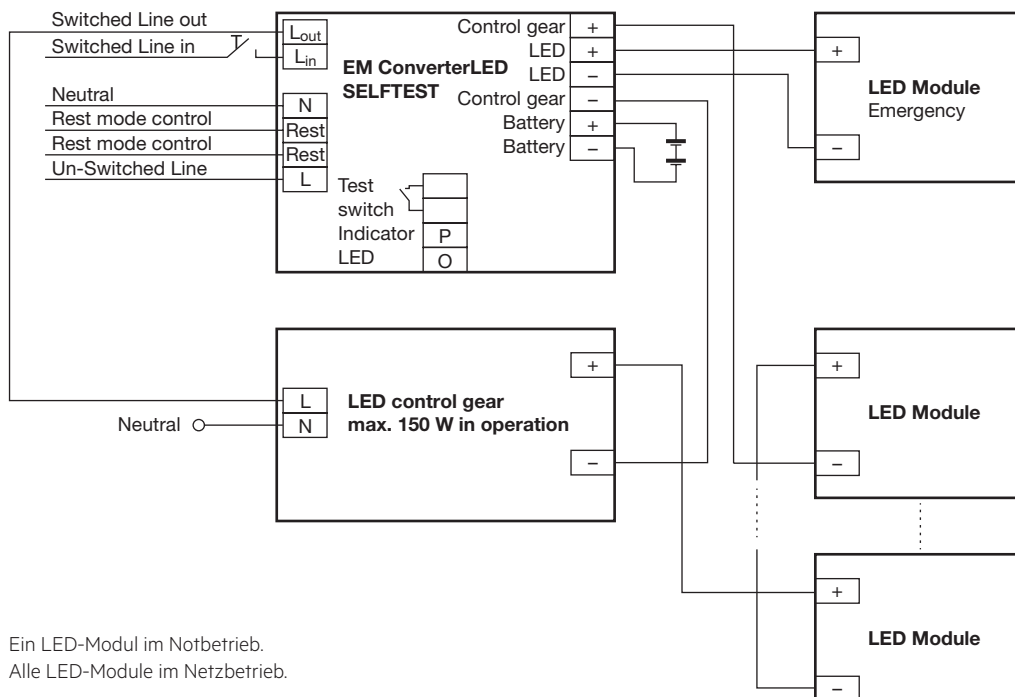 Switched Line out
Switched Line in
T
Neutral
Rest mode control
Rest mode control
Un-Switched Line
Lout
Lin
N
Rest
Rest
L
EM ConverterLED
SELFTEST
Control gear +
LED +
LED –
Control gear –
Battery +
Battery –
Test
switch
Indicator P
LED O
+
–
LED Module
Emergency
L
N
Neutral
LED control gear
max. 150 W in operation
+
–
+
–
LED Module
+
–
LED Module
Ein LED-Modul im Notbetrieb.
Alle LED-Module im Netzbetrieb.